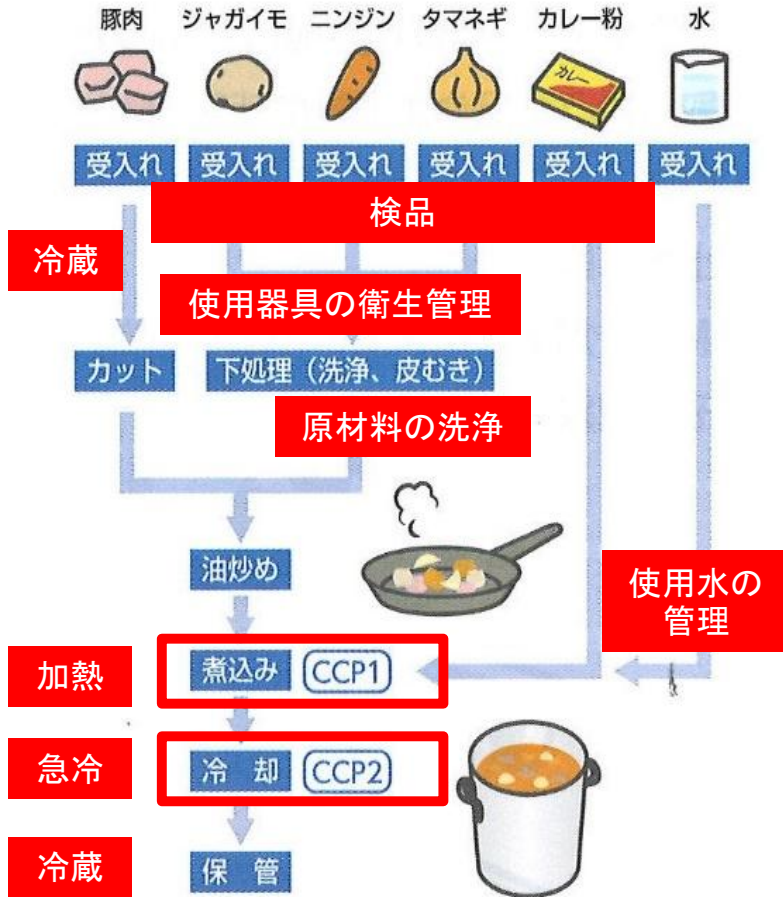 豚肉 ジャガイモ ニンジン タマネギ カレー粉 水
カレー
受入れ 受入れ 受入れ 受入れ 受入れ 受入れ
検品
冷蔵
使用器具の衛生管理
カット 下処理（洗浄、皮むき）
原材料の洗浄
油炒め
使用水の
管理
加熱 煮込み CCP1
急冷 冷却 CCP2
冷蔵 保管